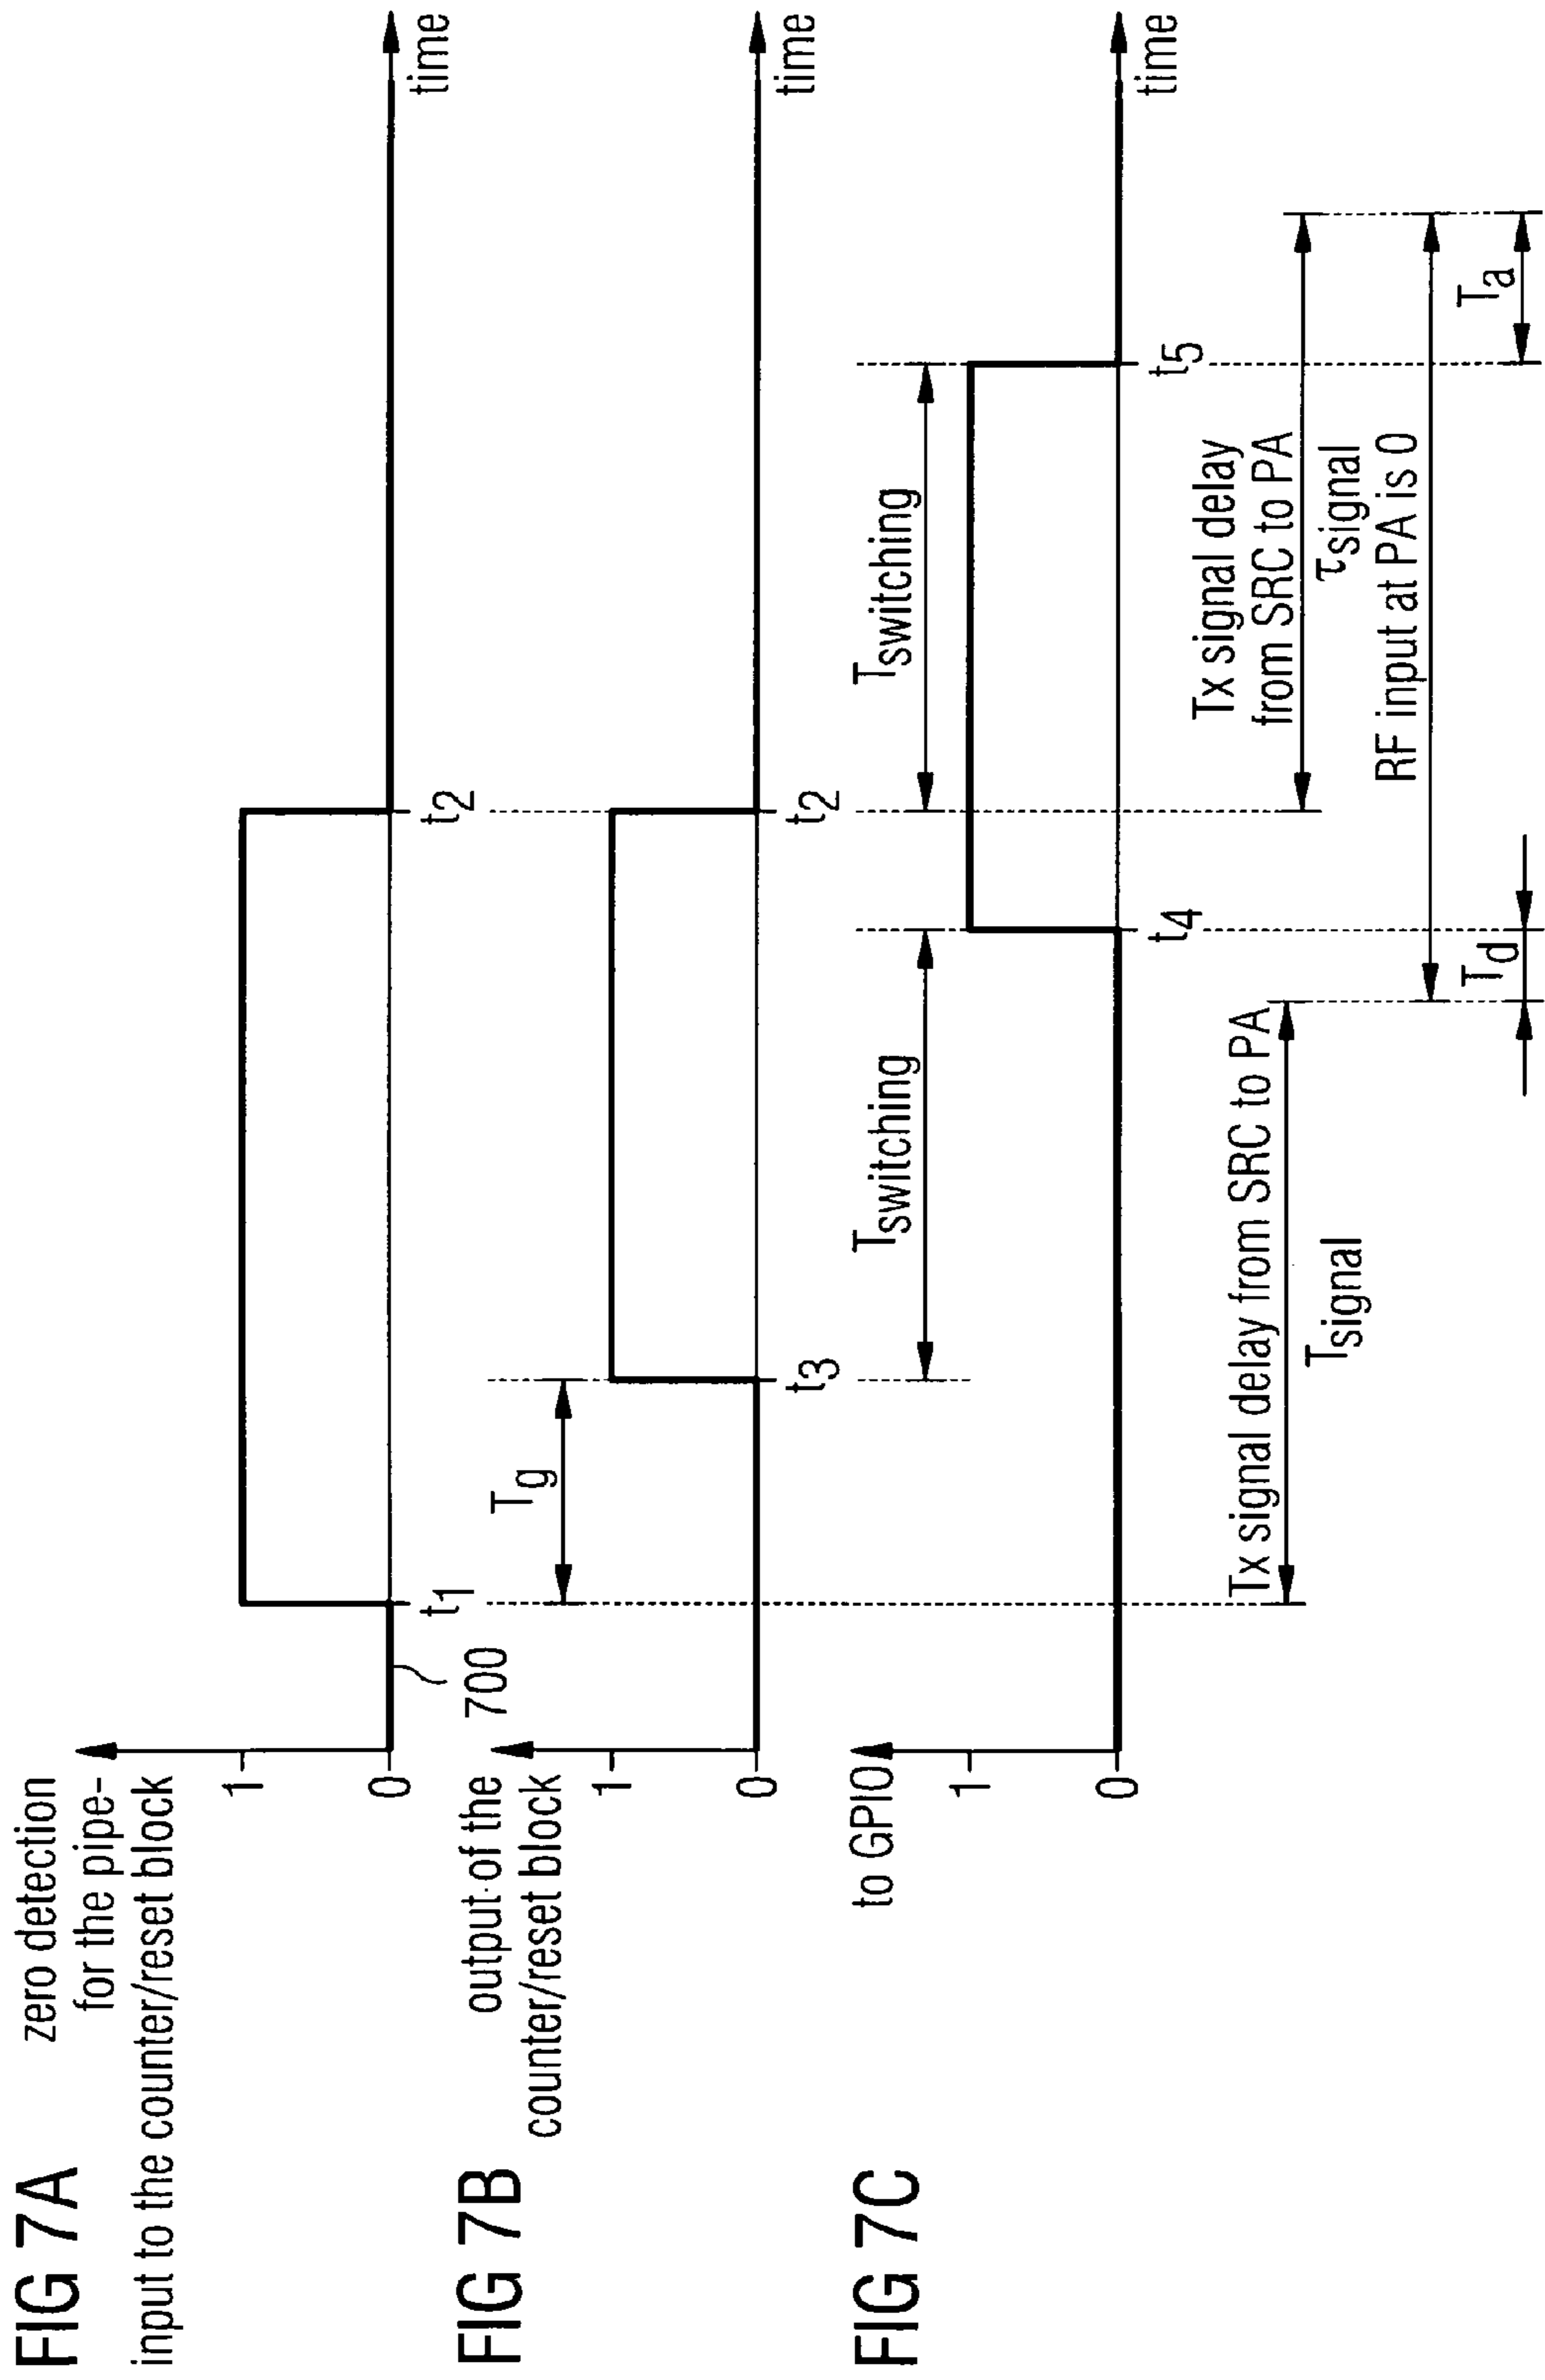 FIG 7A
zero detection
for the pipe-
input to the counter/reset block
1
0
700
t1
t2
time
FIG 7B
output of the
counter/reset block
1
0
Tg
t3
t2
time
FIG 7C
to GPIO
1
0
Tswitching
Tswitching
t4
t5
time
Tx signal delay from SRC to PA
Tsignal
Tx signal delay
from SRC to PA
τsignal
RF input at PA is 0
Td
Ta